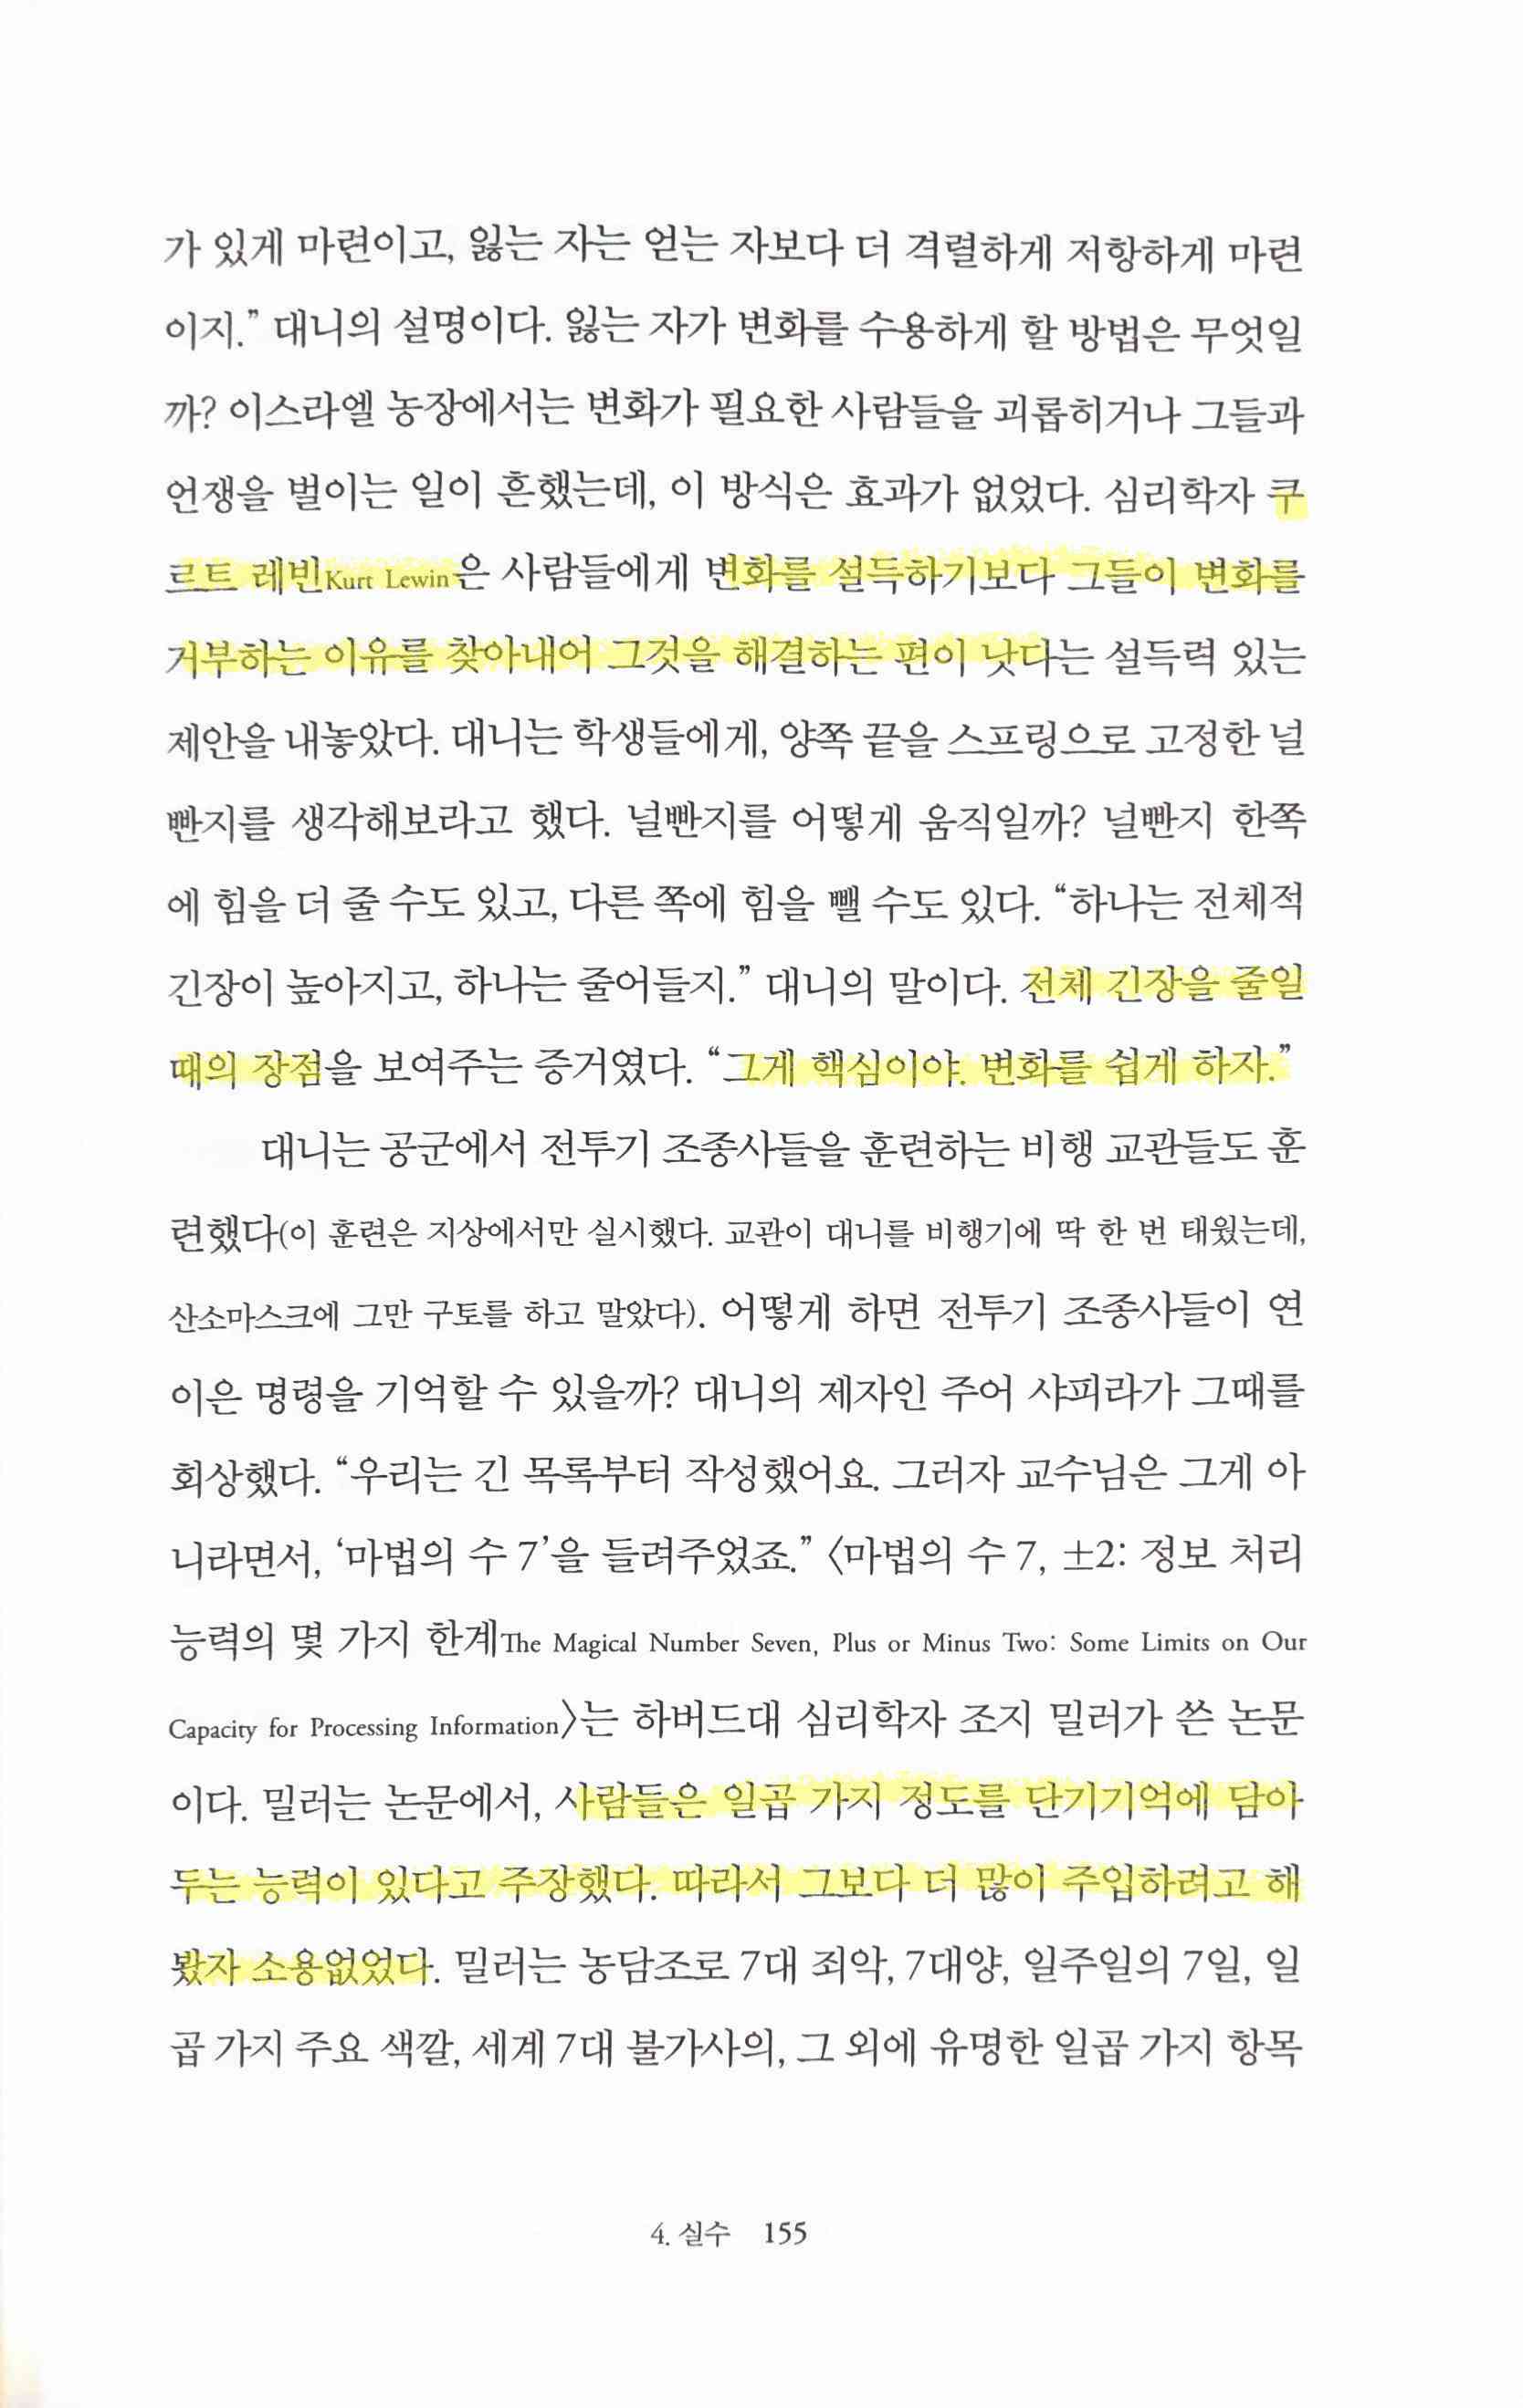 가 있게 마련이고, 잃는 자는 얻는 자보다 더 격렬하게 저항하게 마련
이지.” 대니의 설명이다. 잃는 자가 변화를 수용하게 할 방법은 무엇일
까? 이스라엘 농장에서는 변화가 필요한 사람들을 괴롭히거나 그들과
언쟁을 벌이는 일이 흔했는데, 이 방식은 효과가 없었다. 심리학자 쿠
르트 레빈Kurt Lewin은 사람들에게 변화를 설득하기보다 그들이 변화를
거부하는 이유를 찾아내어 그것을 해결하는 편이 낫다는 설득력 있는
제안을 내놓았다. 대니는 학생들에게, 양쪽 끝을 스프링으로 고정한 널
빤지를 생각해보라고 했다. 널빤지를 어떻게 움직일까? 널빤지 한쪽
에 힘을 더 줄 수도 있고, 다른 쪽에 힘을 뺄 수도 있다. “하나는 전체적
긴장이 높아지고, 하나는 줄어들지.” 대니의 말이다. 전체 긴장을 줄일
때의 장점을 보여주는 증거였다. “그게 핵심이야. 변화를 쉽게 하자.”
대니는 공군에서 전투기 조종사들을 훈련하는 비행 교관들도 훈
련했다(이 훈련은 지상에서만 실시했다. 교관이 대니를 비행기에 딱 한 번 태웠는데,
산소마스크에 그만 구토를 하고 말았다). 어떻게 하면 전투기 조종사들이 연
이은 명령을 기억할 수 있을까? 대니의 제자인 주어 샤피라가 그때를
회상했다. “우리는 긴 목록부터 작성했어요. 그러자 교수님은 그게 아
니라면서, ‘마법의 수 7’을 들려주었죠.” 〈마법의 수 7, ±2: 정보 처리
능력의 몇 가지 한계The Magical Number Seven, Plus or Minus Two: Some Limits on Our
Capacity for Processing Information〉는 하버드대 심리학자 조지 밀러가 쓴 논문
이다. 밀러는 논문에서, 사람들은 일곱 가지 정도를 단기기억에 담아
두는 능력이 있다고 주장했다. 따라서 그보다 더 많이 주입하려고 해
봤자 소용없었다. 밀러는 농담조로 7대 죄악, 7대양, 일주일의 7일, 일
곱 가지 주요 색깔, 세계 7대 불가사의, 그 외에 유명한 일곱 가지 항목
4. 실수 155